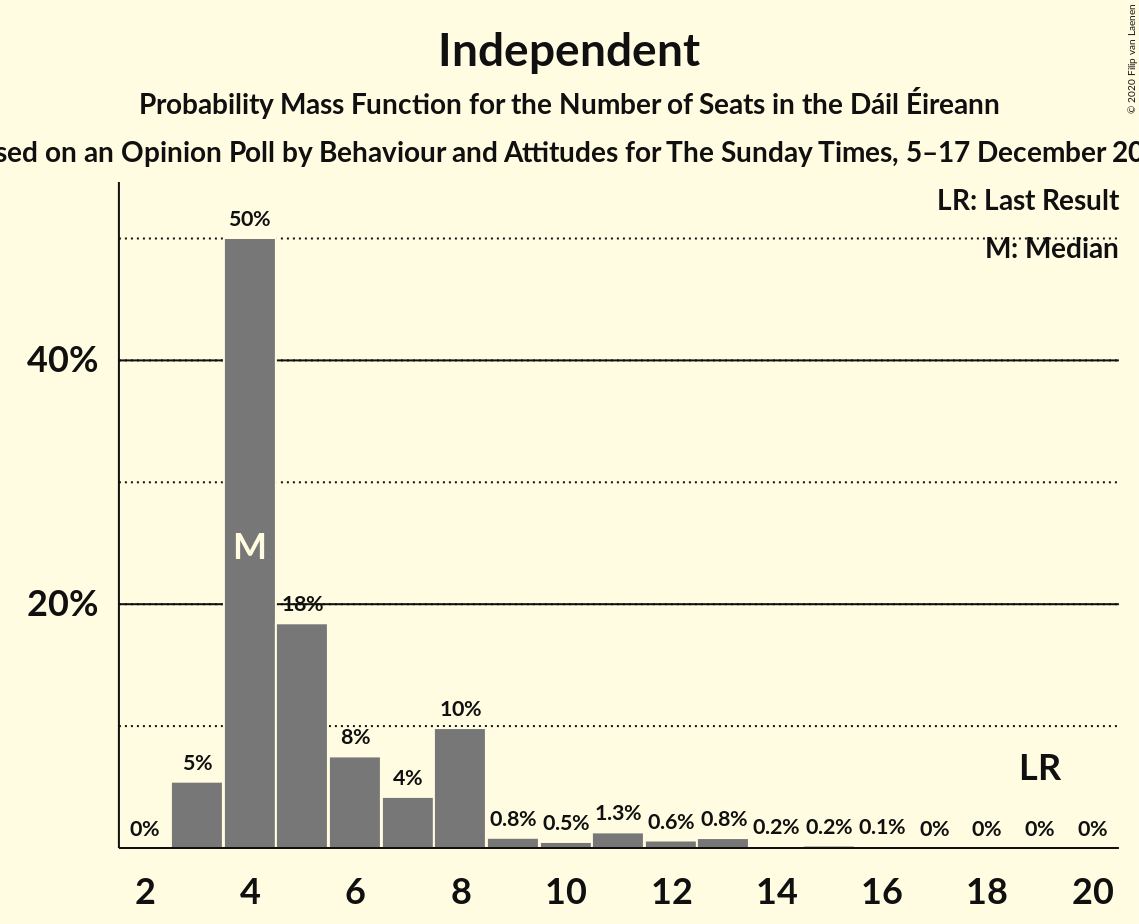 Independent
Probability Mass Function for the Number of Seats in the Dáil Éireann
sed on an Opinion Poll by Behaviour and Attitudes for The Sunday Times, 5–17 December 20
© 2020 Filip van Laenen
LR: Last Result
M: Median
50%
40%
M
20%
18%
10%
8%
5%
4%
LR
0% 0.8% 0.5% 1.3% 0.6% 0.8% 0.2% 0.2% 0.1% 0% 0% 0% 0%
2 4 6 8 10 12 14 16 18 20